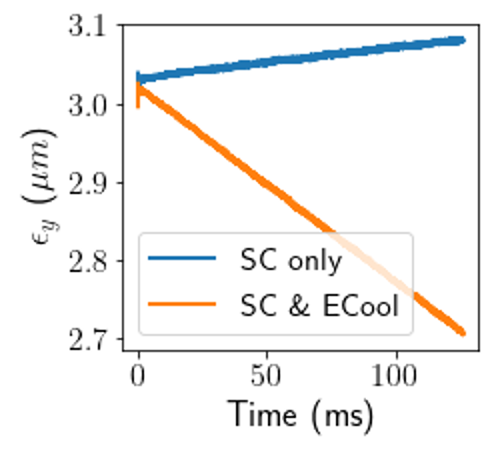 3.1
3.0
2.9
2.8
2.7
ϵ_y (μm)
SC only
SC & ECool
0 50 100
Time (ms)